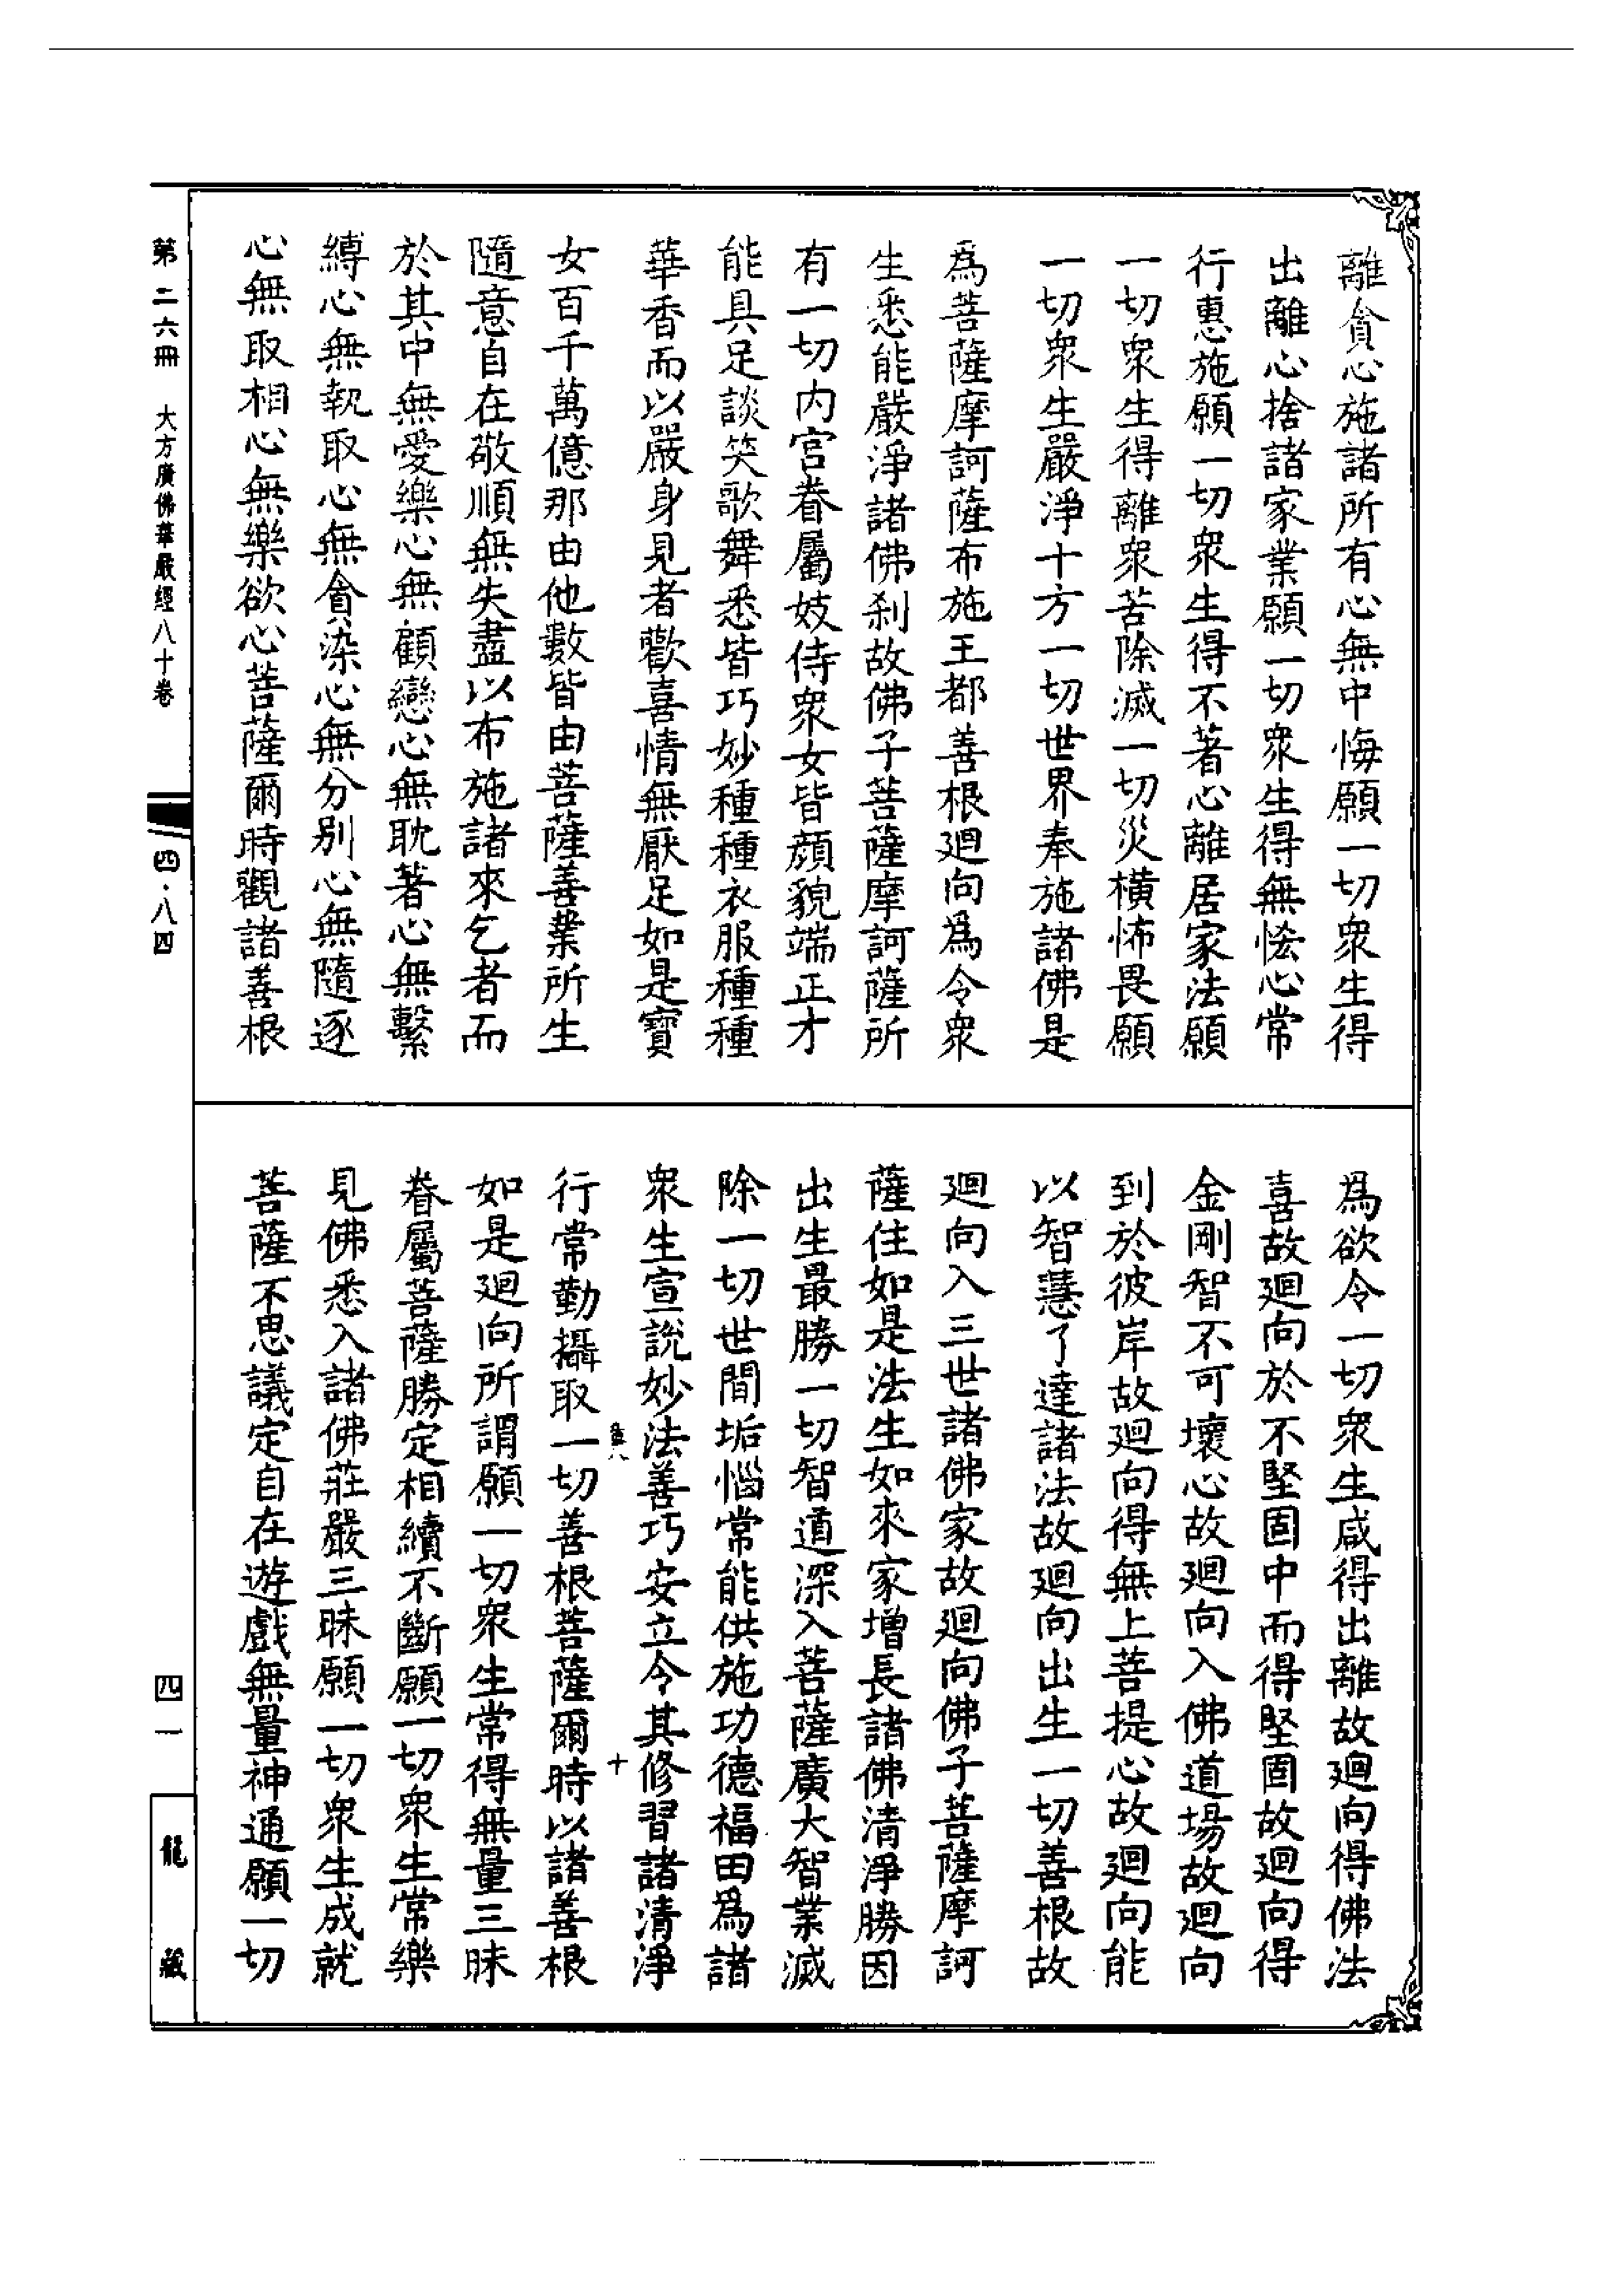 離貪心施諸所有心無中悔願一切衆生得
出離心捨諸家業願一切衆生得無悋心常
行惠施願一切衆生得不著心離居家法願
一切衆生得離衆苦除滅一切災橫怖畏願
一切衆生嚴淨十方一切世界奉施諸佛是
爲菩薩摩訶薩布施王都善根廻向爲令衆
生悉能嚴淨諸佛刹故佛子菩薩摩訶薩所
有一切内宮眷屬妓侍衆女皆顏貌端正才
能具足談笑歌舞悉皆巧妙種種衣服種種
華香而以嚴身見者歡喜情無厭足如是寶
女百千萬億那由他數皆由菩薩善業所生
隨意自在敬順無失盡以布施諸來乞者而
於其中無愛樂心無顧戀心無耽著心無繫
縛心無執取心無貪染心無分別心無隨逐
心無取相心無樂欲心菩薩爾時觀諸善根
爲欲令一切衆生咸得出離故廻向得佛法
喜故廻向於不堅固中而得堅固故廻向得
金剛智不可壞心故廻向入佛道場故廻向
到於彼岸故廻向得無上菩提心故廻向能
以智慧了達諸法故廻向出生一切善根故
廻向入三世諸佛家故廻向佛子菩薩摩訶
薩住如是法生如來家增長諸佛清淨勝因
出生最勝一切智道深入菩薩廣大智業滅
除一切世間垢惱常能供施功德福田爲諸
衆生宣說妙法善巧安立令其修習諸清淨
十
行常勤攝取一切善根菩薩爾時以諸善根
如是廻向所謂願一切衆生常得無量三昧
眷屬菩薩勝定相續不斷願一切衆生常樂
見佛悉入諸佛莊嚴三昧願一切衆生成就
菩薩不思議定自在遊戲無量神通願一切
第二六冊 大方廣佛華嚴經八十卷
四·八四
四一
龍藏